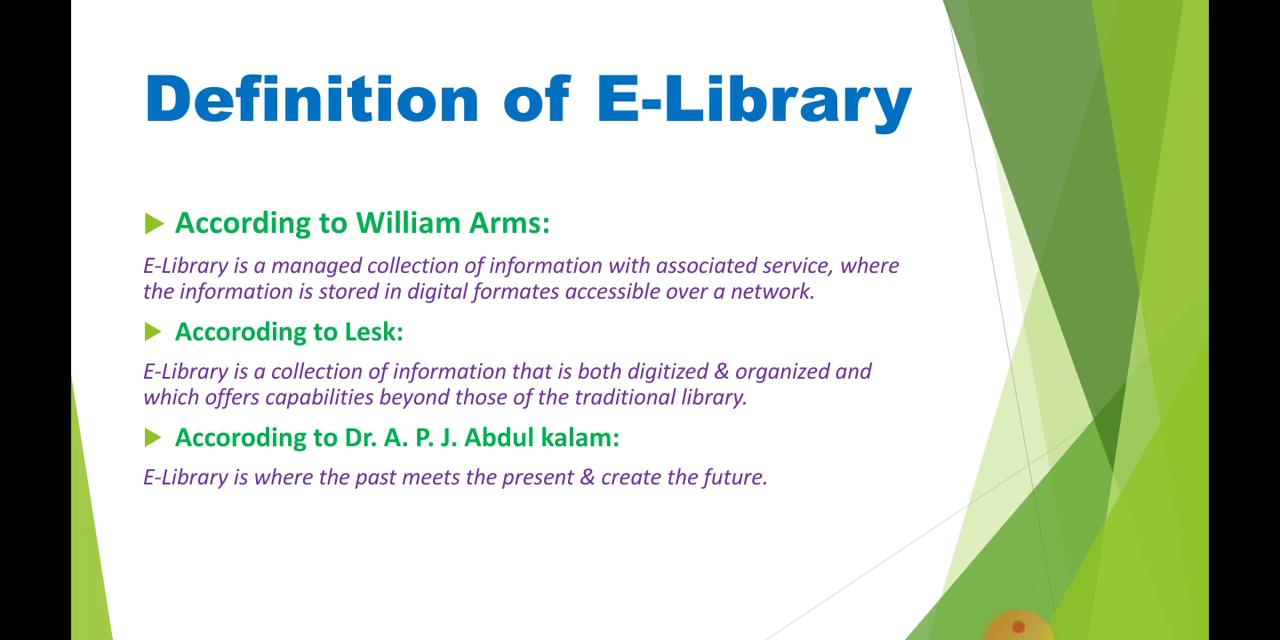 Definition of E-Library
According to William Arms:
E-Library is a managed collection of information with associated service, where
the information is stored in digital formates accessible over a network.
Accoroding to Lesk:
E-Library is a collection of information that is both digitized & organized and
which offers capabilities beyond those of the traditional library.
Accoroding to Dr. A. P. J. Abdul kalam:
E-Library is where the past meets the present & create the future.